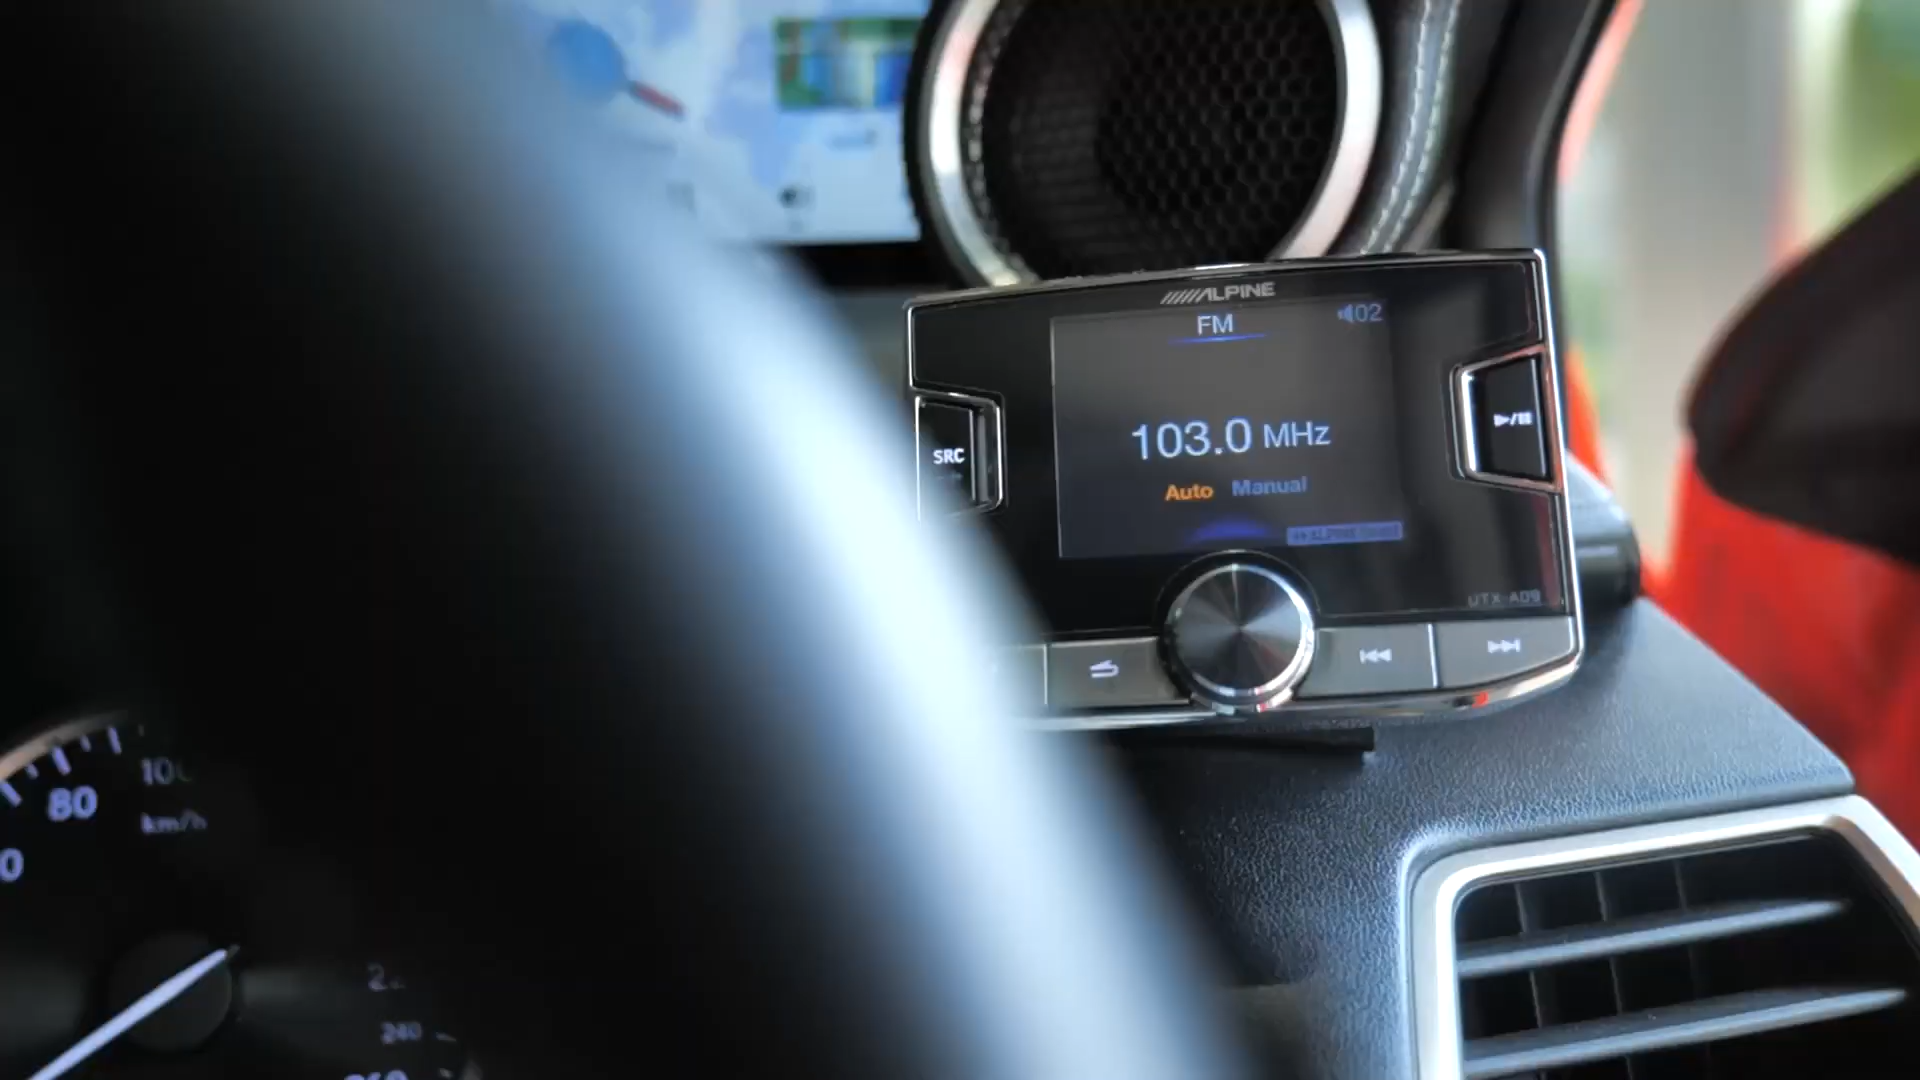 ALPINE
FM
02
103.0 MHz
Auto Manual
SRC
UTX-A09
80
km/h
240